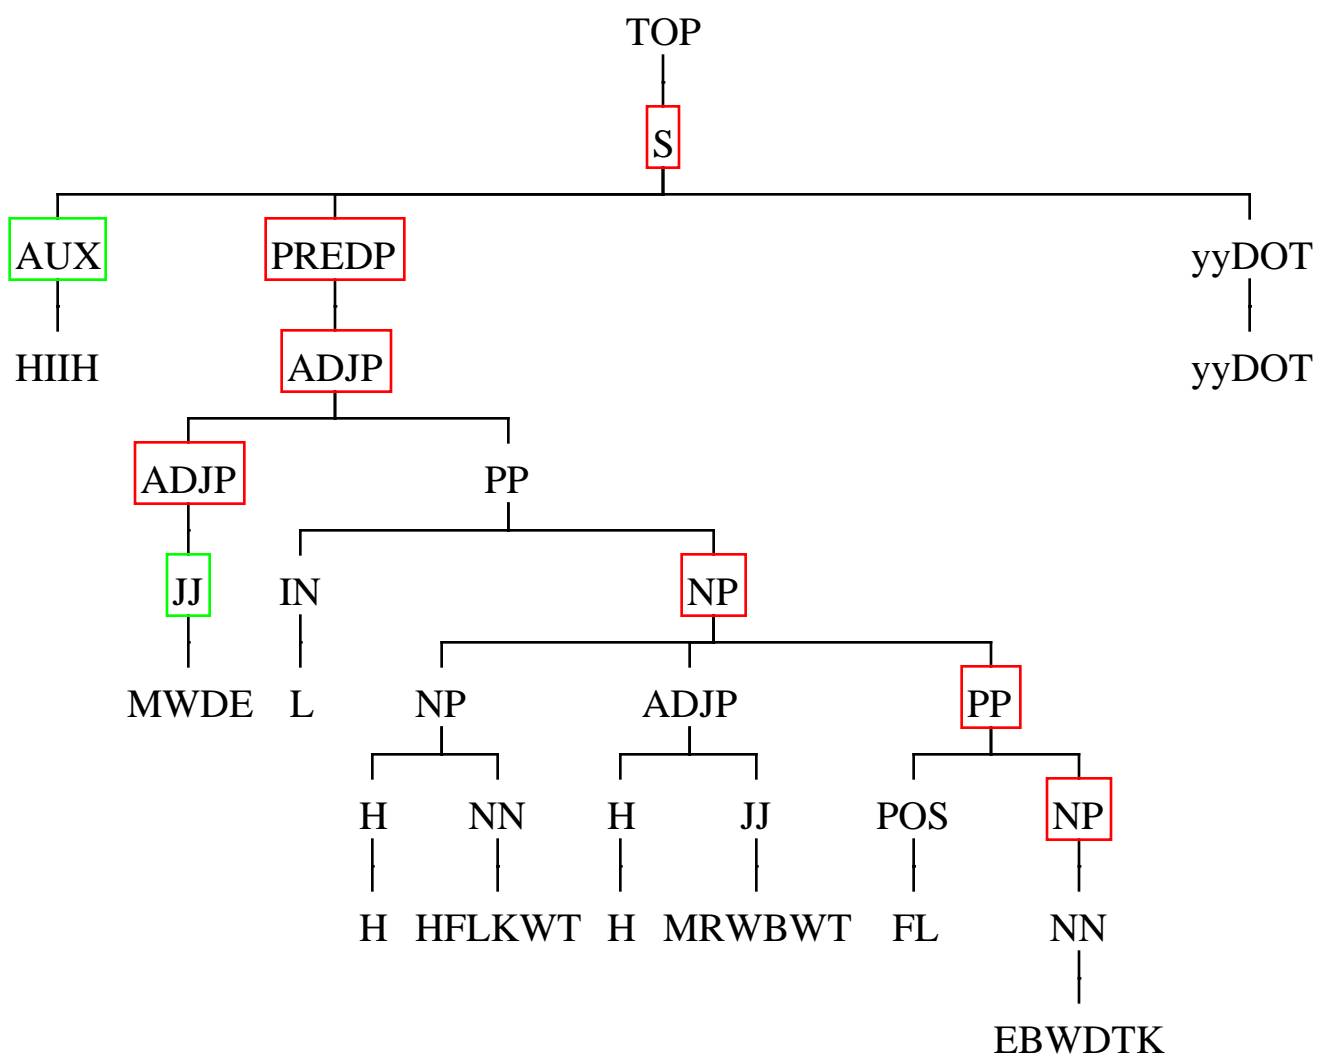 TOP
S
AUX PREDP yyDOT
HIIH ADJP yyDOT
ADJP PP
JJ IN NP
MWDE L NP ADJP PP
H NN H JJ POS NP
H HFLKWT H MRWBWT FL NN
EBWDTK